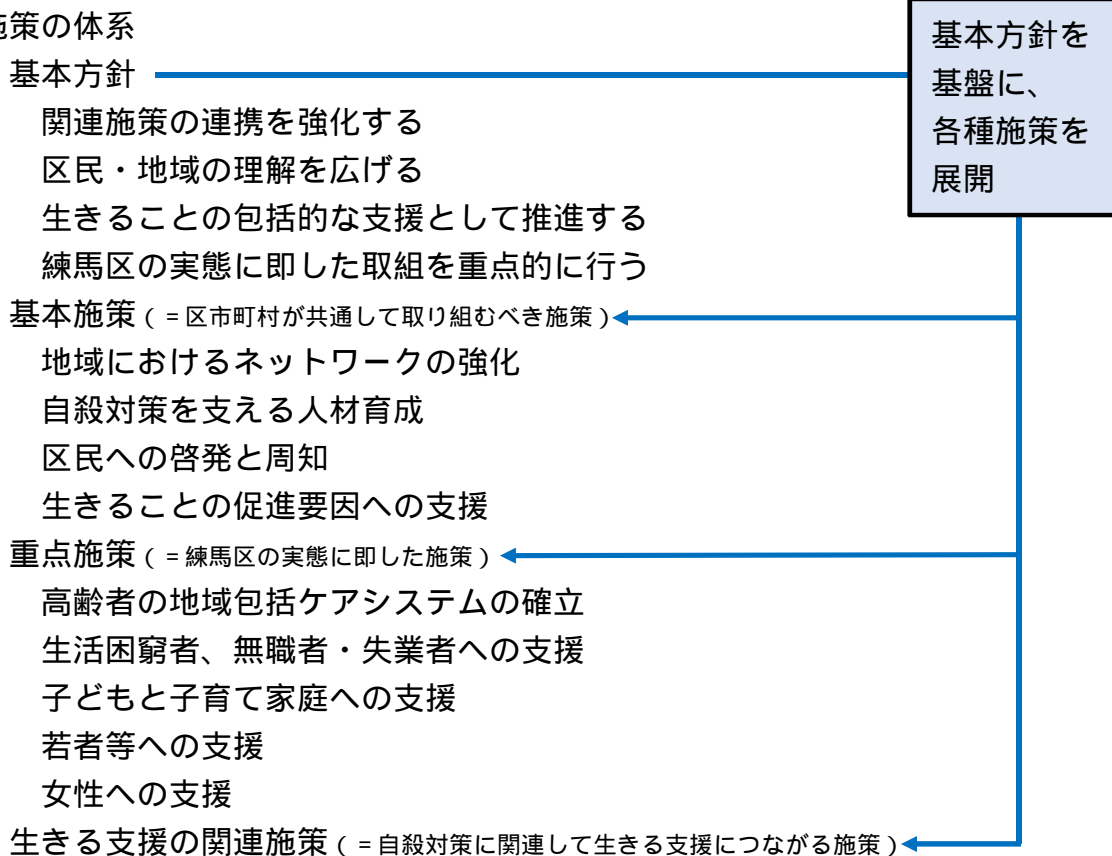 施策の体系
基本方針
関連施策の連携を強化する
区民・地域の理解を広げる
生きることの包括的な支援として推進する
練馬区の実態に即した取組を重点的に行う
基本施策（=区市町村が共通して取り組むべき施策）
地域におけるネットワークの強化
自殺対策を支える人材育成
区民への啓発と周知
生きることの促進要因への支援
重点施策（=練馬区の実態に即した施策）
高齢者の地域包括ケアシステムの確立
生活困窮者、無職者・失業者への支援
子どもと子育て家庭への支援
若者等への支援
女性への支援
生きる支援の関連施策（=自殺対策に関連して生きる支援につながる施策）
基本方針を
基盤に、
各種施策を
展開